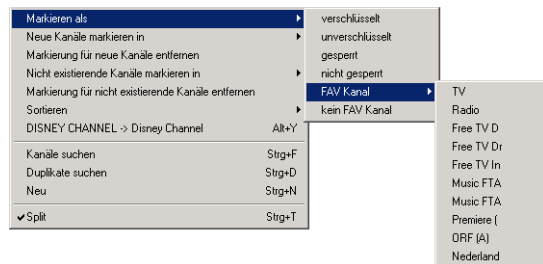 Markieren als
Neue Kanäle markieren in
Markierung für neue Kanäle entfernen
Nicht existierende Kanäle markieren in
Markierung für nicht existierende Kanäle entfernen
Sortieren
DISNEY CHANNEL -> Disney Channel Alt+Y
Kanäle suchen Strg+F
Duplikate suchen Strg+D
Neu Strg+N
Split Strg+T
verschlüsselt
unverschlüsselt
gesperrt
nicht gesperrt
FAV Kanal
kein FAV Kanal
TV
Radio
Free TV D
Free TV Dr
Free TV In
Music FTA
Music FTA
Premiere (
ORF (A)
Nederland